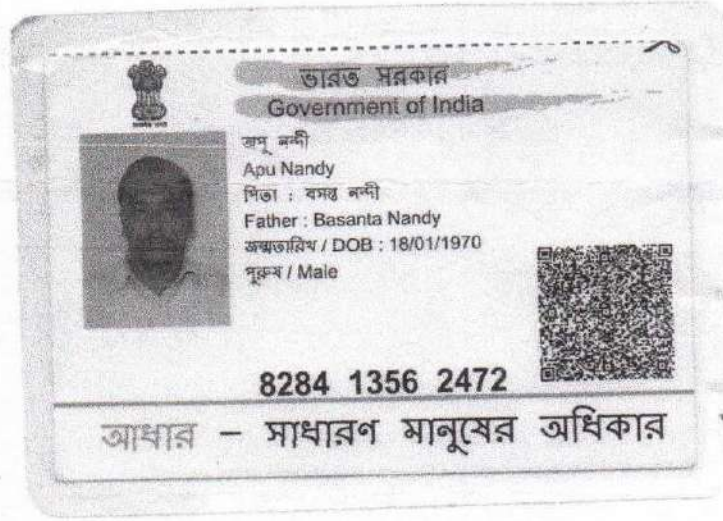 ভারত সরকার
Government of India
অপু নন্দী
Apu Nandy
পিতা : বসন্ত নন্দী
Father : Basanta Nandy
জন্মতারিখ / DOB : 18/01/1970
পুরুষ / Male
8284 1356 2472
আধার – সাধারণ মানুষের অধিকার